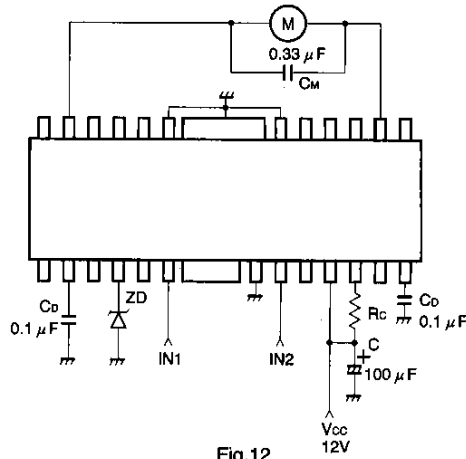 M
0.33 μF
CM
CD
0.1 μF
ZD
IN1
IN2
RC
C
+
100 μF
CD
0.1 μF
VCC
12V
Fig.12